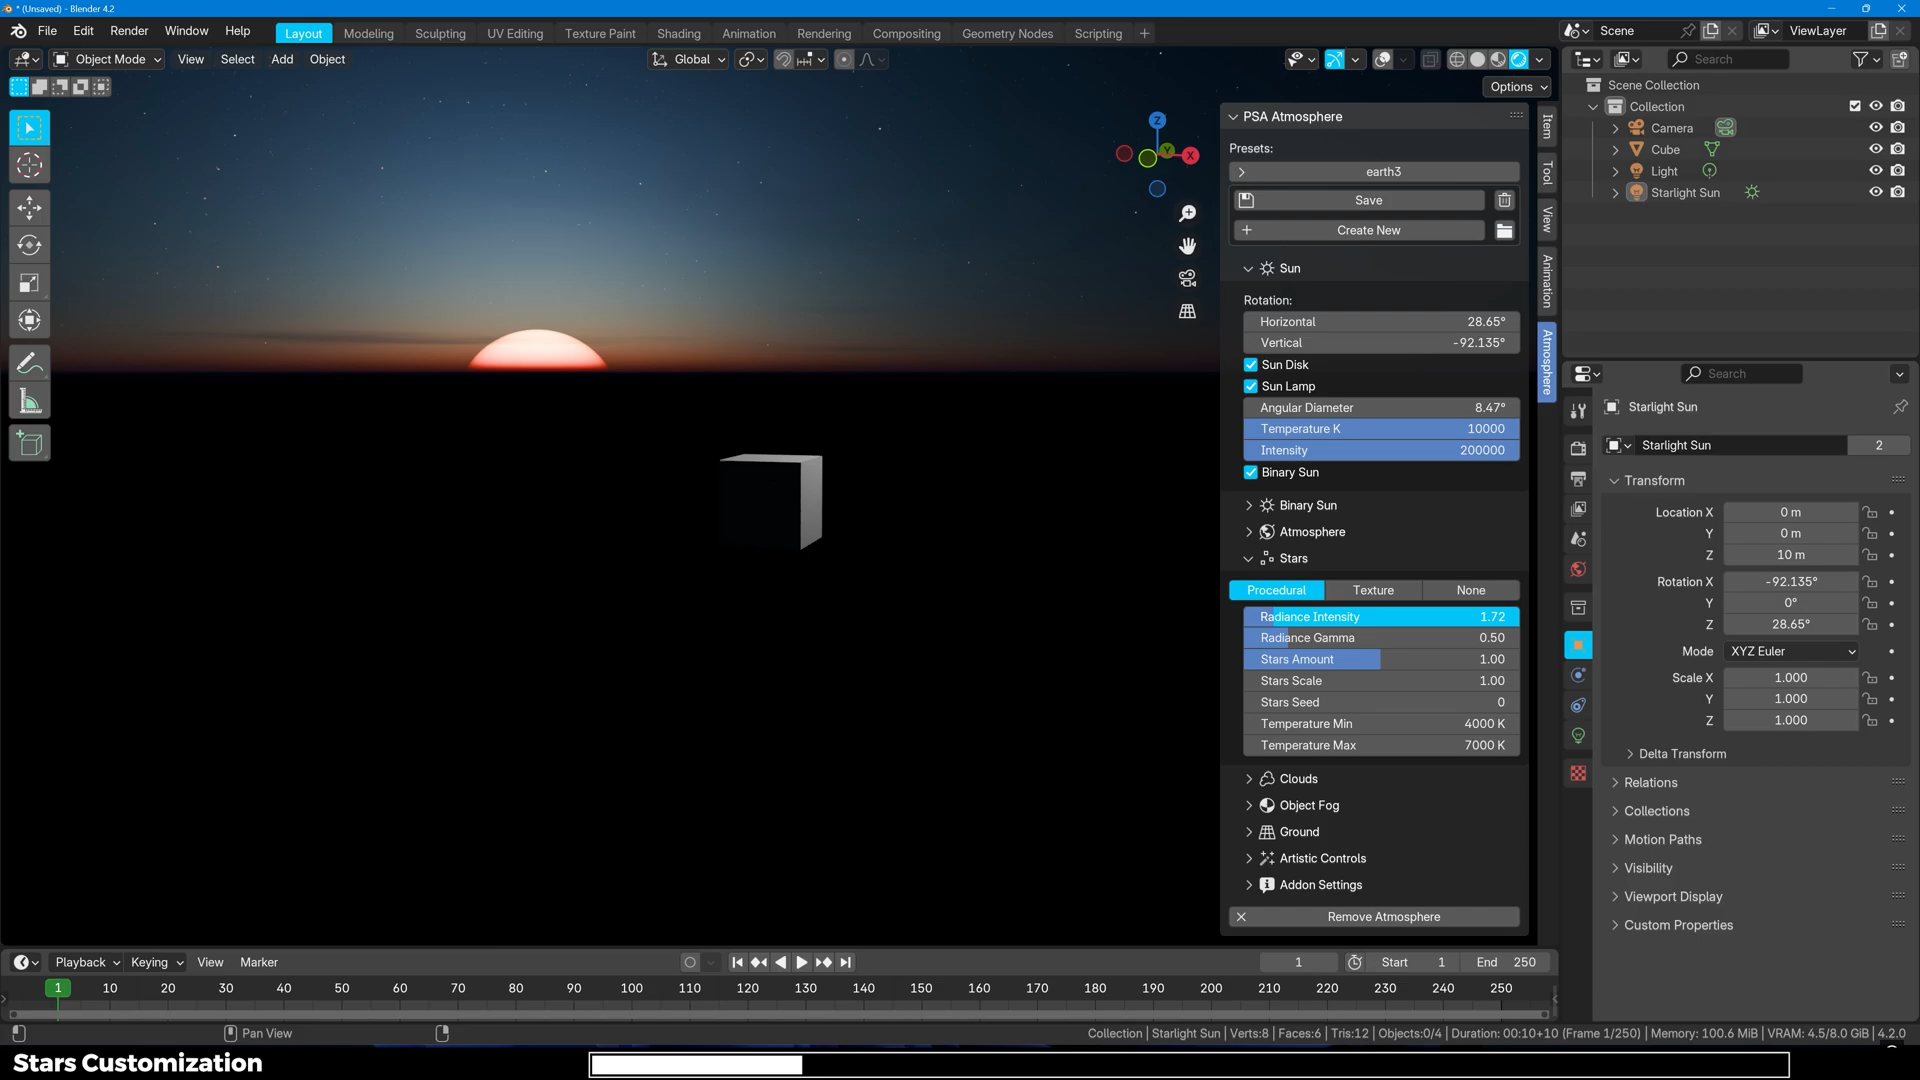 * (Unsaved) - Blender 4.2
File Edit Render Window Help Layout Modeling Sculpting UV Editing Texture Paint Shading Animation Rendering Compositing Geometry Nodes Scripting + Scene ViewLayer
Object Mode View Select Add Object Global Search
Options
Z
Y
X
PSA Atmosphere
Presets:
earth3
Save
Create New
Sun
Rotation:
Horizontal 28.65°
Vertical -92.135°
Sun Disk
Sun Lamp
Angular Diameter 8.47°
Temperature K 10000
Intensity 200000
Binary Sun
Binary Sun
Atmosphere
Stars
Procedural Texture None
Radiance Intensity 1.72
Radiance Gamma 0.50
Stars Amount 1.00
Stars Scale 1.00
Stars Seed 0
Temperature Min 4000 K
Temperature Max 7000 K
Clouds
Object Fog
Ground
Artistic Controls
Addon Settings
Remove Atmosphere
Item
Tool
View
Animation
Atmosphere
Scene Collection
Collection
Camera
Cube
Light
Starlight Sun
Search
Starlight Sun
Starlight Sun 2
Transform
Location X 0 m
Y 0 m
Z 10 m
Rotation X -92.135°
Y 0°
Z 28.65°
Mode XYZ Euler
Scale X 1.000
Y 1.000
Z 1.000
Delta Transform
Relations
Collections
Motion Paths
Visibility
Viewport Display
Custom Properties
Playback Keying View Marker 1 Start 1 End 250
1 10 20 30 40 50 60 70 80 90 100 110 120 130 140 150 160 170 180 190 200 210 220 230 240 250
Pan View
Collection | Starlight Sun | Verts:8 | Faces:6 | Tris:12 | Objects:0/4 | Duration: 00:10+10 (Frame 1/250) | Memory: 100.6 MiB | VRAM: 4.5/8.0 GiB | 4.2.0
Stars Customization